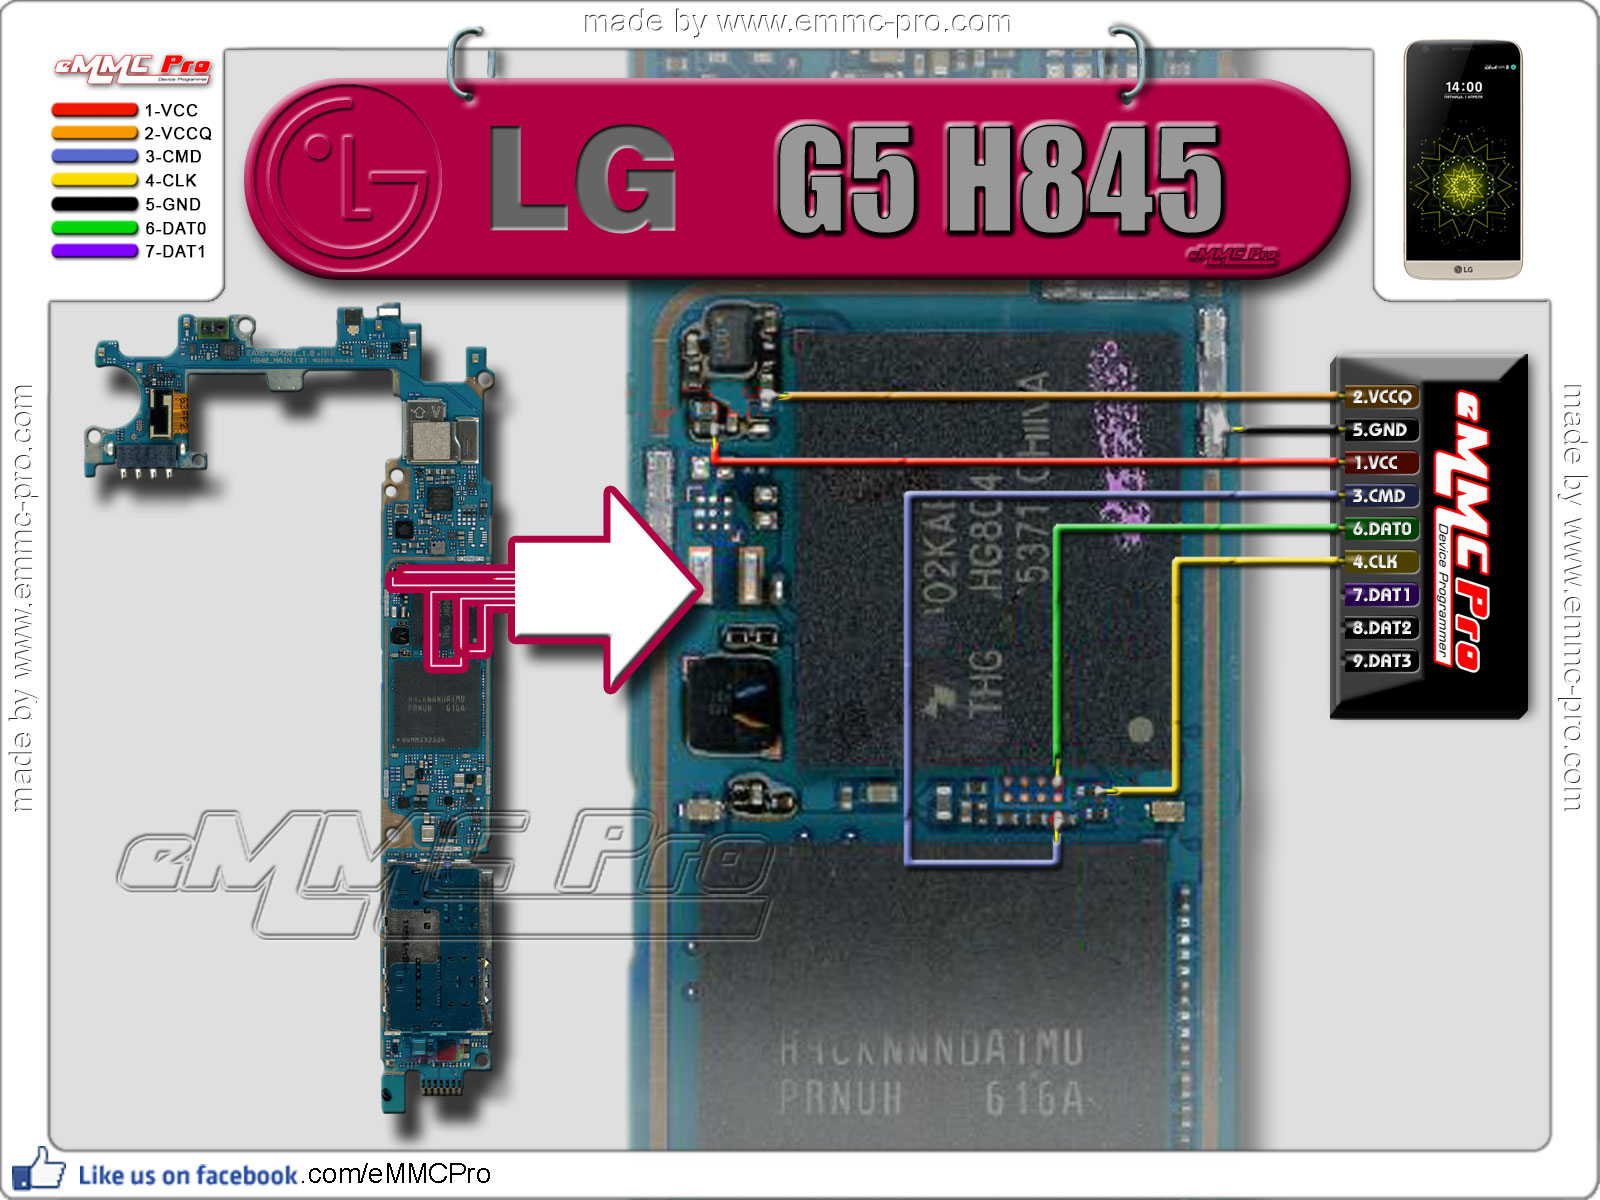 made by www.emmc-pro.com
eMMC Pro
Device Programmer
1-VCC
2-VCCQ
3-CMD
4-CLK
5-GND
6-DAT0
7-DAT1
LG G5 H845
eMMC Pro
14:00
LG
made by www.emmc-pro.com
made by www.emmc-pro.com
2.VCCQ
5.GND
1.VCC
3.CMD
6.DAT0
4.CLK
7.DAT1
8.DAT2
9.DAT3
eMMC Pro
Device Programmer
THG
5371 CHINA
PRNUH 616A
eMMC Pro
PRNUH 616A
Like us on facebook.com/eMMCPro